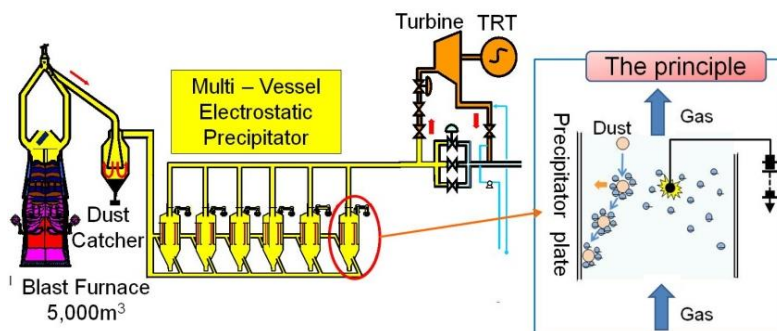 Turbine TRT
Multi – Vessel
Electrostatic
Precipitator
Dust
Catcher
Blast Furnace
5,000m³
The principle
Gas
Dust
Precipitator plate
Gas